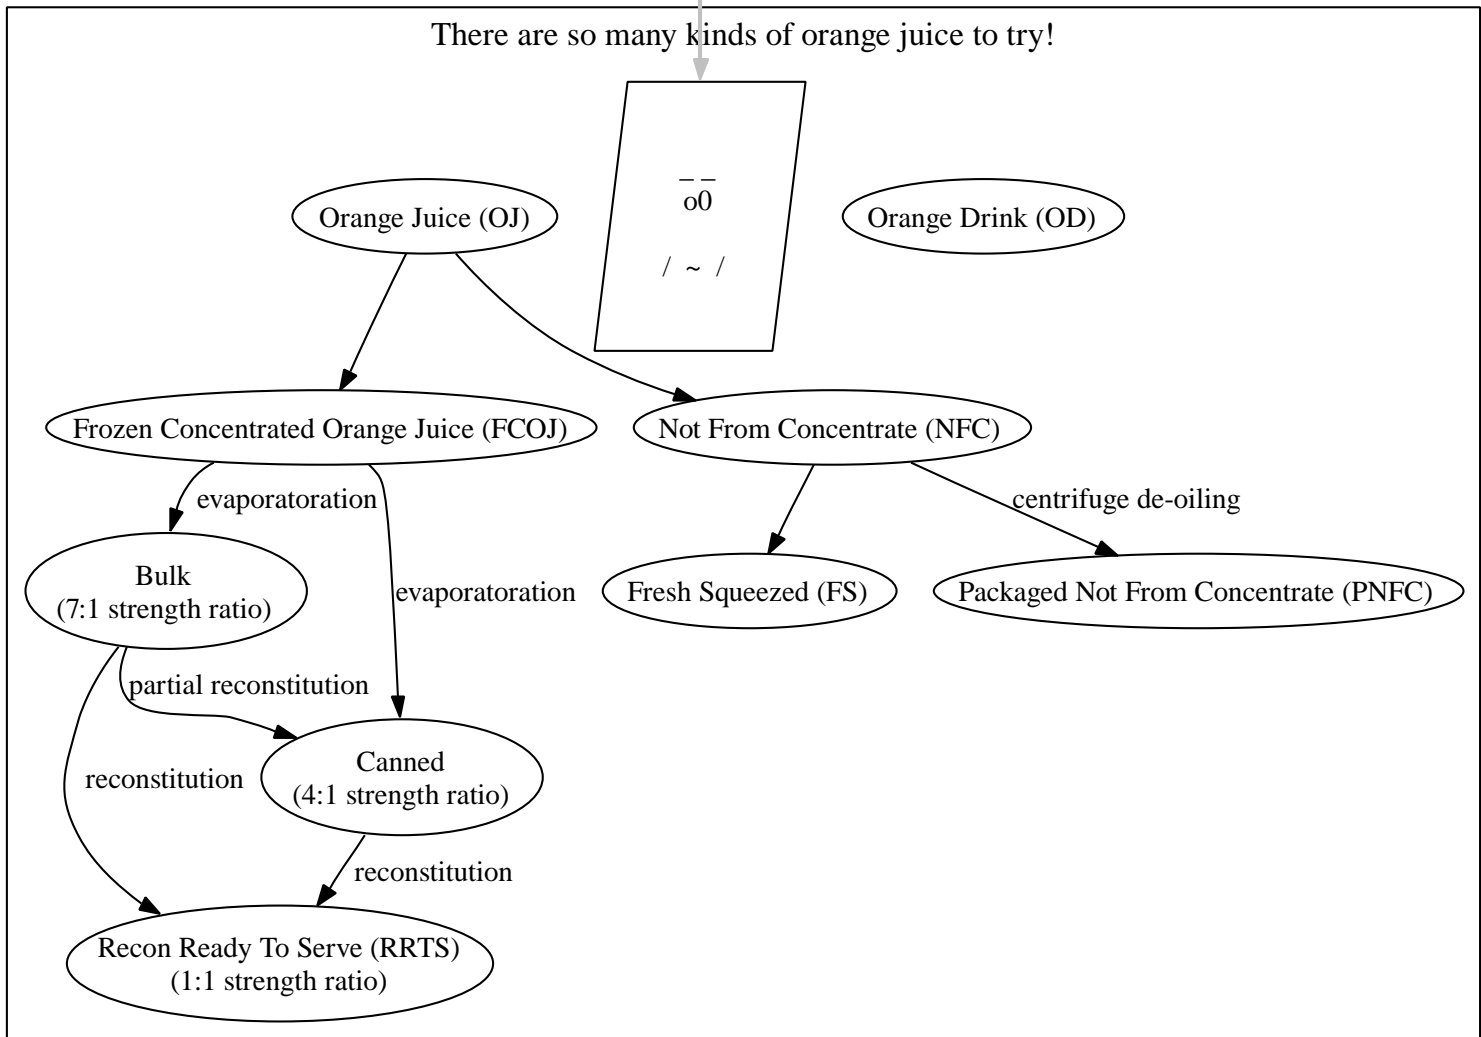 There are so many kinds of orange juice to try!
_ _
o0
/ ~ /
Orange Juice (OJ)
Orange Drink (OD)
Frozen Concentrated Orange Juice (FCOJ)
Not From Concentrate (NFC)
evaporatoration
centrifuge de-oiling
Bulk
(7:1 strength ratio)
evaporatoration
Fresh Squeezed (FS)
Packaged Not From Concentrate (PNFC)
partial reconstitution
reconstitution
Canned
(4:1 strength ratio)
reconstitution
Recon Ready To Serve (RRTS)
(1:1 strength ratio)